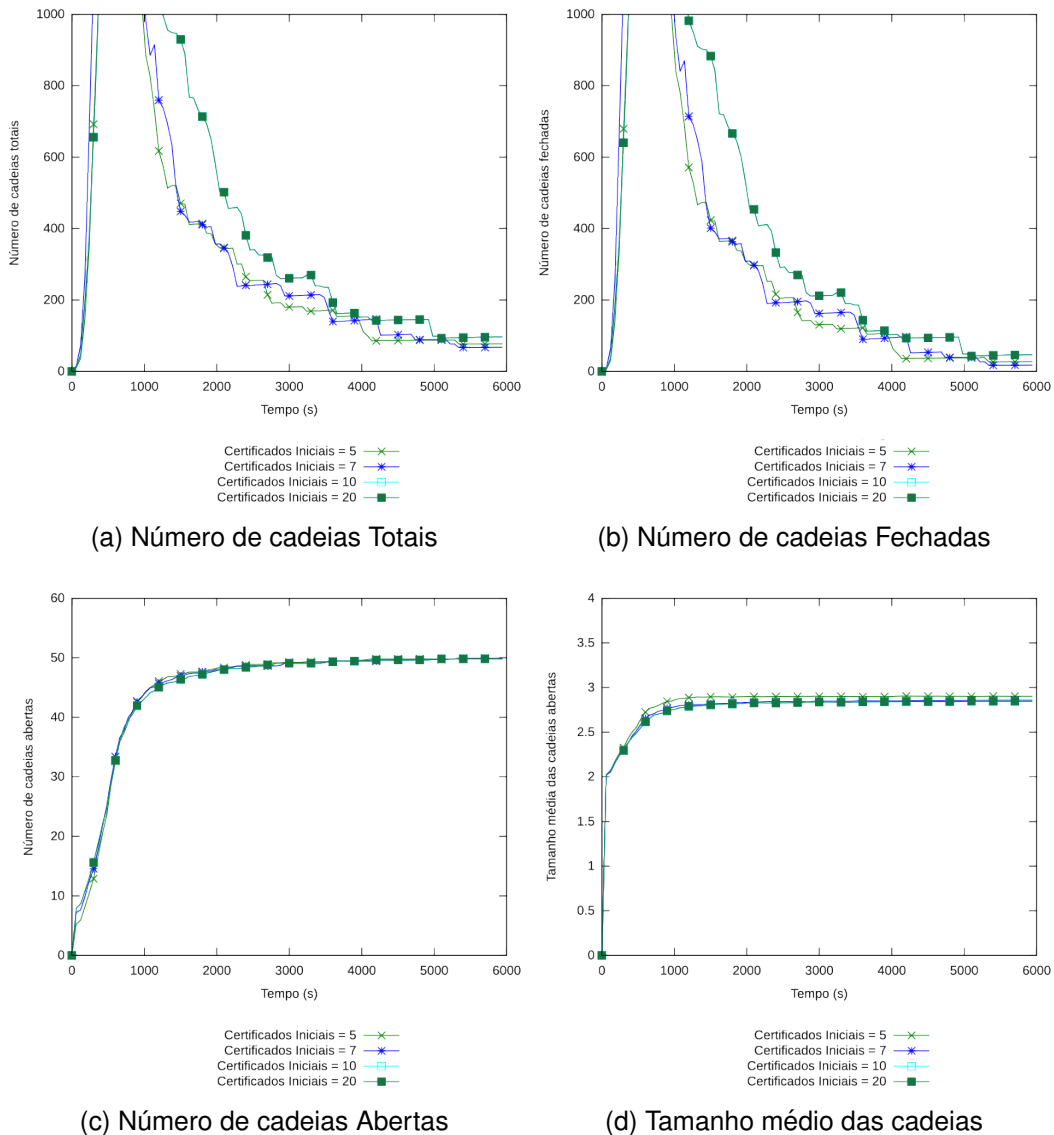 1000
800
600
400
200
0
Número de cadeias totais
0 1000 2000 3000 4000 5000 6000
Tempo (s)
Certificados Iniciais = 5
Certificados Iniciais = 7
Certificados Iniciais = 10
Certificados Iniciais = 20
(a) Número de cadeias Totais
1000
800
600
400
200
0
Número de cadeias fechadas
0 1000 2000 3000 4000 5000 6000
Tempo (s)
Certificados Iniciais = 5
Certificados Iniciais = 7
Certificados Iniciais = 10
Certificados Iniciais = 20
(b) Número de cadeias Fechadas
60
50
40
30
20
10
0
Número de cadeias abertas
0 1000 2000 3000 4000 5000 6000
Tempo (s)
Certificados Iniciais = 5
Certificados Iniciais = 7
Certificados Iniciais = 10
Certificados Iniciais = 20
(c) Número de cadeias Abertas
4
3.5
3
2.5
2
1.5
1
0.5
0
Tamanho média das cadeias abertas
0 1000 2000 3000 4000 5000 6000
Tempo (s)
Certificados Iniciais = 5
Certificados Iniciais = 7
Certificados Iniciais = 10
Certificados Iniciais = 20
(d) Tamanho médio das cadeias